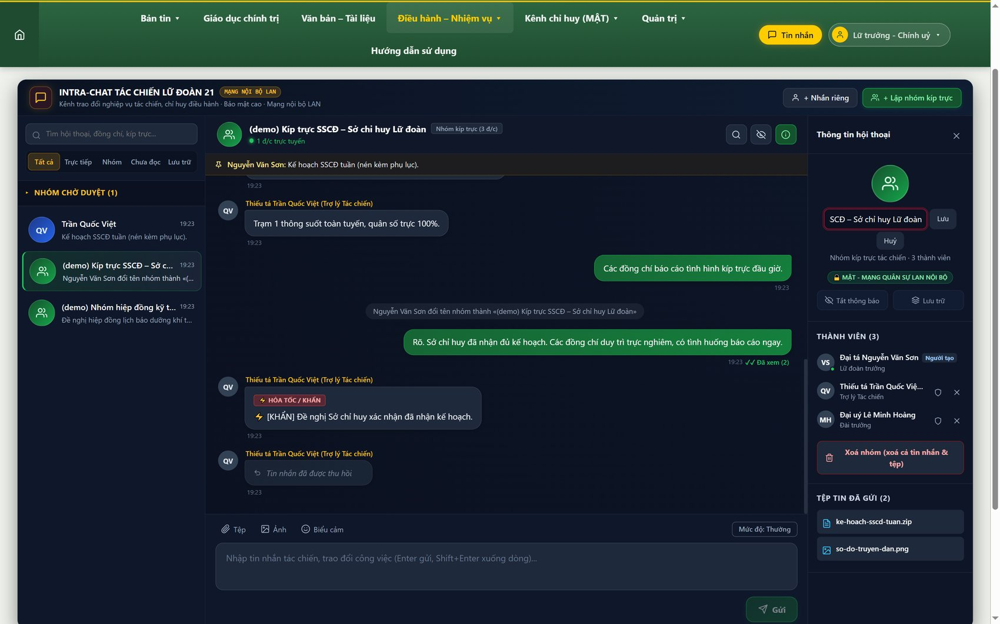 Bản tin
Giáo dục chính trị
Văn bản – Tài liệu
Điều hành – Nhiệm vụ
Kênh chỉ huy (MẬT)
Quản trị
Hướng dẫn sử dụng
Tin nhắn
Lữ trưởng - Chính uỷ
INTRA-CHAT TÁC CHIẾN LỮ ĐOÀN 21
MẠNG NỘI BỘ LAN
Kênh trao đổi nghiệp vụ tác chiến, chỉ huy điều hành · Bảo mật cao · Mạng nội bộ LAN
+ Nhắn riêng
+ Lập nhóm kíp trực
Tìm hội thoại, đồng chí, kíp trực...
Tất cả
Trực tiếp
Nhóm
Chưa đọc
Lưu trữ
NHÓM CHỜ DUYỆT (1)
QV
Trần Quốc Việt
19:23
Kế hoạch SSCĐ tuần (nén kèm phụ lục).
(demo) Kíp trực SSCĐ – Sở c...
19:23
Nguyễn Văn Sơn đổi tên nhóm thành «(...
(demo) Nhóm hiệp đồng kỹ t...
19:23
Đề nghị hiệp đồng lịch bảo dưỡng khí t...
(demo) Kíp trực SSCĐ – Sở chỉ huy Lữ đoàn
Nhóm kíp trực (3 đ/c)
1 đ/c trực tuyến
Nguyễn Văn Sơn: Kế hoạch SSCĐ tuần (nén kèm phụ lục).
19:23
QV
Thiếu tá Trần Quốc Việt (Trợ lý Tác chiến)
Trạm 1 thông suốt toàn tuyến, quân số trực 100%.
19:23
Các đồng chí báo cáo tình hình kíp trực đầu giờ.
19:23
Nguyễn Văn Sơn đổi tên nhóm thành «(demo) Kíp trực SSCĐ – Sở chỉ huy Lữ đoàn»
Rõ. Sở chỉ huy đã nhận đủ kế hoạch. Các đồng chí duy trì trực nghiêm, có tình huống báo cáo ngay.
19:23 ✓✓ Đã xem (2)
QV
Thiếu tá Trần Quốc Việt (Trợ lý Tác chiến)
⚡ HỎA TỐC / KHẨN
⚡ [KHẨN] Đề nghị Sở chỉ huy xác nhận đã nhận kế hoạch.
19:23
QV
Thiếu tá Trần Quốc Việt (Trợ lý Tác chiến)
Tin nhắn đã được thu hồi
19:23
Tệp
Ảnh
Biểu cảm
Mức độ: Thường
Nhập tin nhắn tác chiến, trao đổi công việc (Enter gửi, Shift+Enter xuống dòng)...
Gửi
Thông tin hội thoại
SCĐ – Sở chỉ huy Lữ đoàn
Lưu
Huỷ
Nhóm kíp trực tác chiến · 3 thành viên
🔒 MẬT - MẠNG QUÂN SỰ LAN NỘI BỘ
Tắt thông báo
Lưu trữ
THÀNH VIÊN (3)
VS
Đại tá Nguyễn Văn Sơn
Người tạo
Lữ đoàn trưởng
QV
Thiếu tá Trần Quốc Việ...
Trợ lý Tác chiến
MH
Đại uý Lê Minh Hoàng
Đài trưởng
Xoá nhóm (xoá cả tin nhắn &
tệp)
TỆP TIN ĐÃ GỬI (2)
ke-hoach-sscd-tuan.zip
so-do-truyen-dan.png